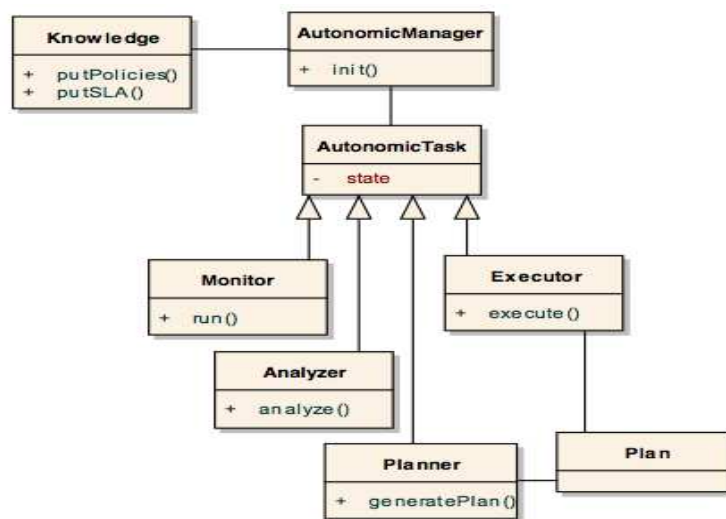 Knowledge
+ putPolicies()
+ putSLA()
AutonomicManager
+ init()
AutonomicTask
- state
Monitor
+ run()
Executor
+ execute()
Analyzer
+ analyze()
Planner
+ generatePlan()
Plan